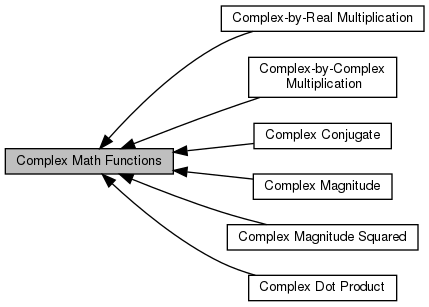 Complex-by-Real Multiplication
Complex-by-Complex
Multiplication
Complex Conjugate
Complex Math Functions
Complex Magnitude
Complex Magnitude Squared
Complex Dot Product